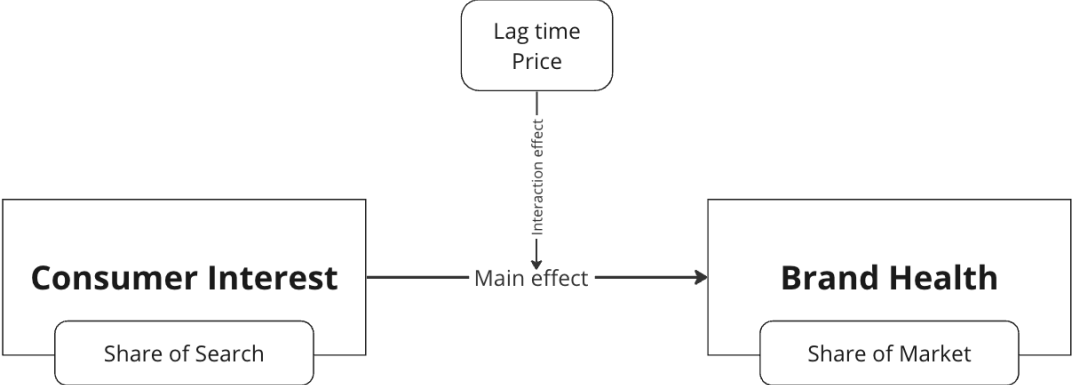 Lag time
Price
Interaction effect
Consumer Interest
Main effect
Brand Health
Share of Search
Share of Market